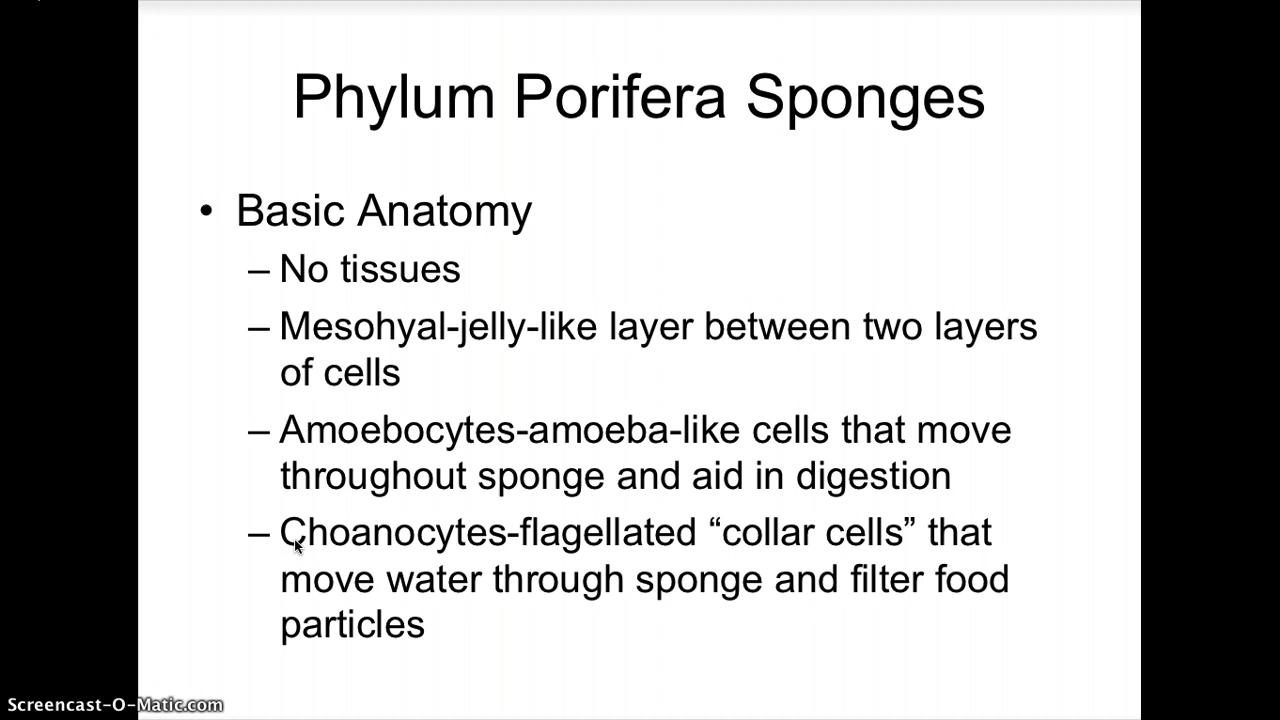 Phylum Porifera Sponges
• Basic Anatomy
– No tissues
– Mesohyal-jelly-like layer between two layers
of cells
– Amoebocytes-amoeba-like cells that move
throughout sponge and aid in digestion
– Choanocytes-flagellated “collar cells” that
move water through sponge and filter food
particles
Screencast-O-Matic.com